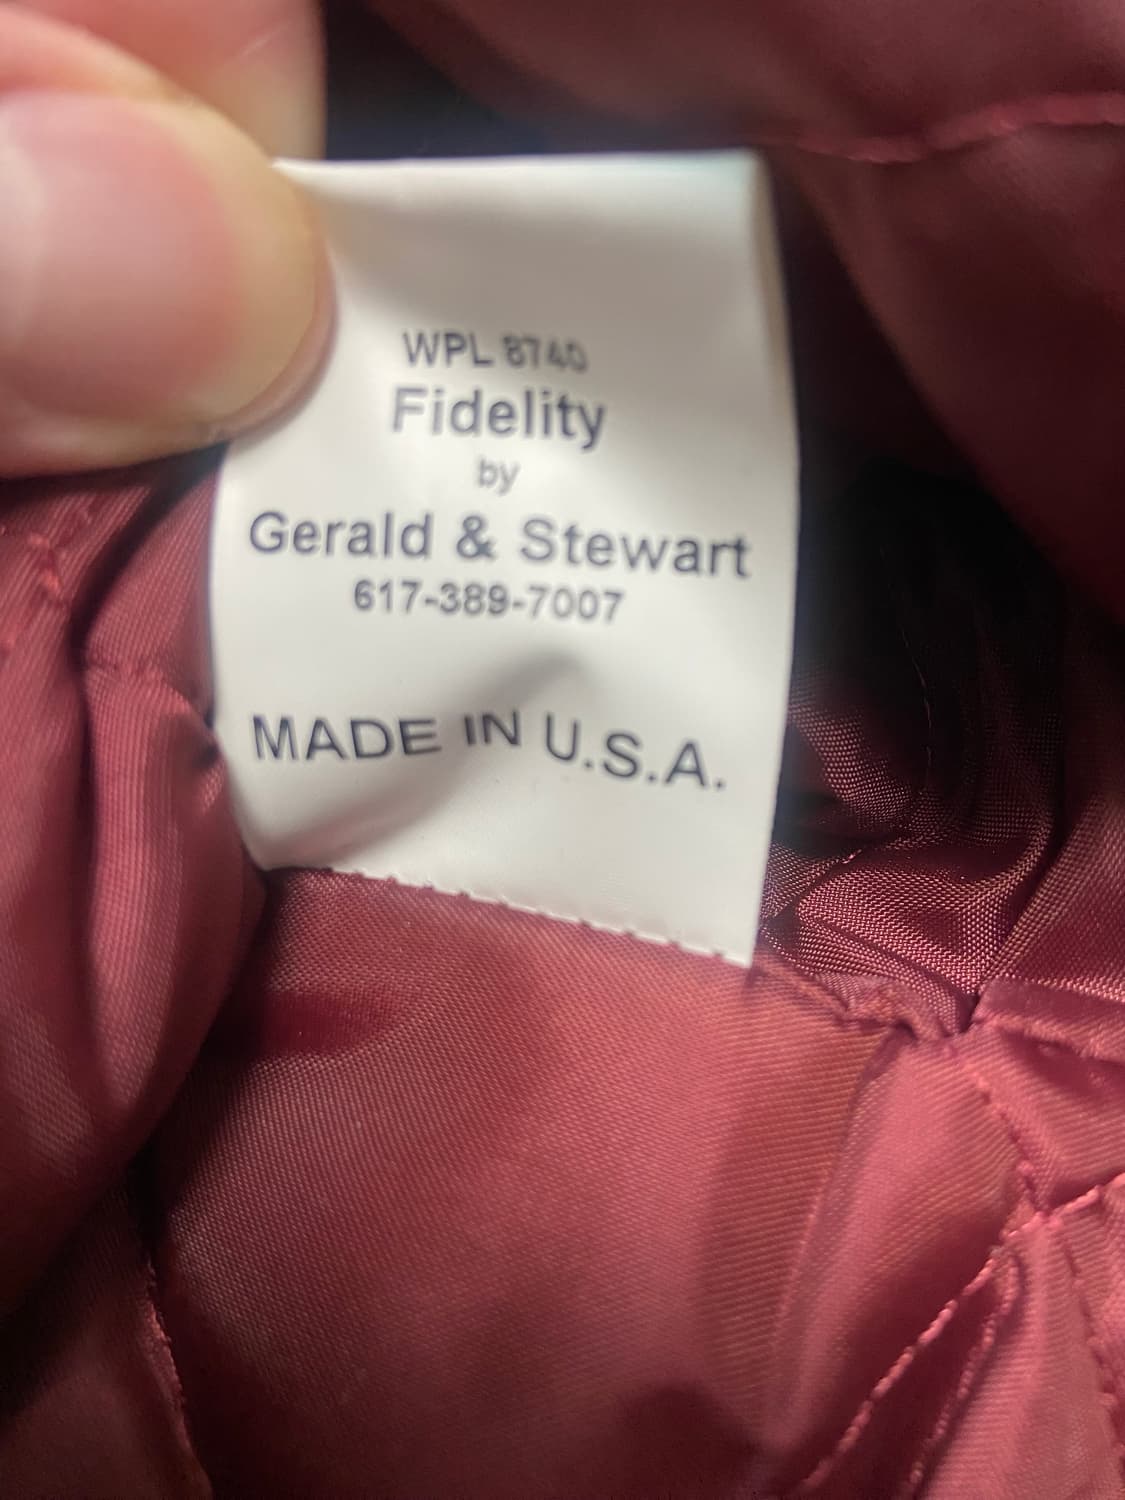 WPL 8740
Fidelity
by
Gerald & Stewart
617-389-7007
MADE IN U.S.A.